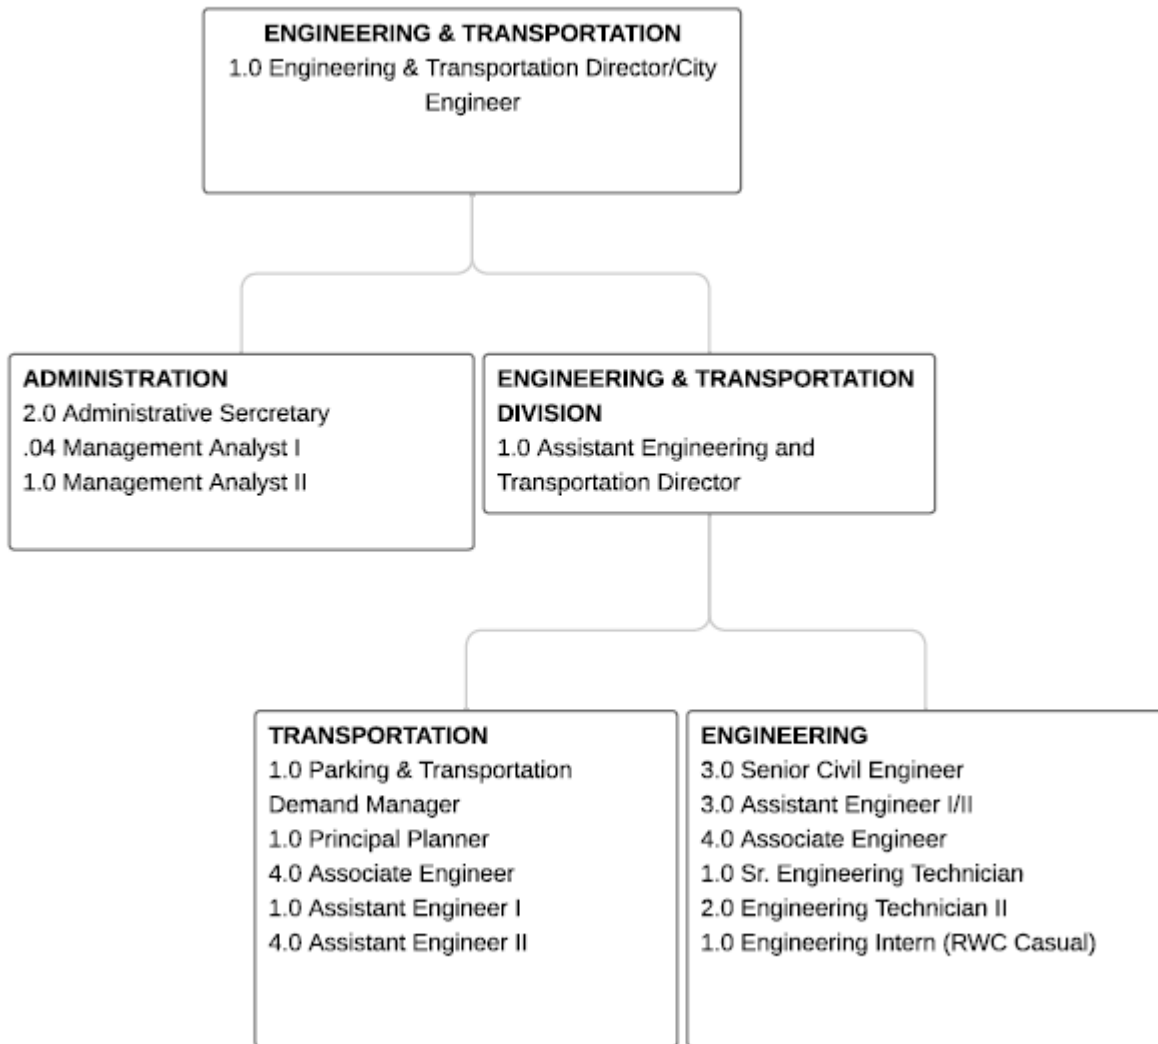 ENGINEERING & TRANSPORTATION
1.0 Engineering & Transportation Director/City
Engineer
ADMINISTRATION
2.0 Administrative Sercretary
.04 Management Analyst I
1.0 Management Analyst II
ENGINEERING & TRANSPORTATION
DIVISION
1.0 Assistant Engineering and
Transportation Director
TRANSPORTATION
1.0 Parking & Transportation
Demand Manager
1.0 Principal Planner
4.0 Associate Engineer
1.0 Assistant Engineer I
4.0 Assistant Engineer II
ENGINEERING
3.0 Senior Civil Engineer
3.0 Assistant Engineer I/II
4.0 Associate Engineer
1.0 Sr. Engineering Technician
2.0 Engineering Technician II
1.0 Engineering Intern (RWC Casual)